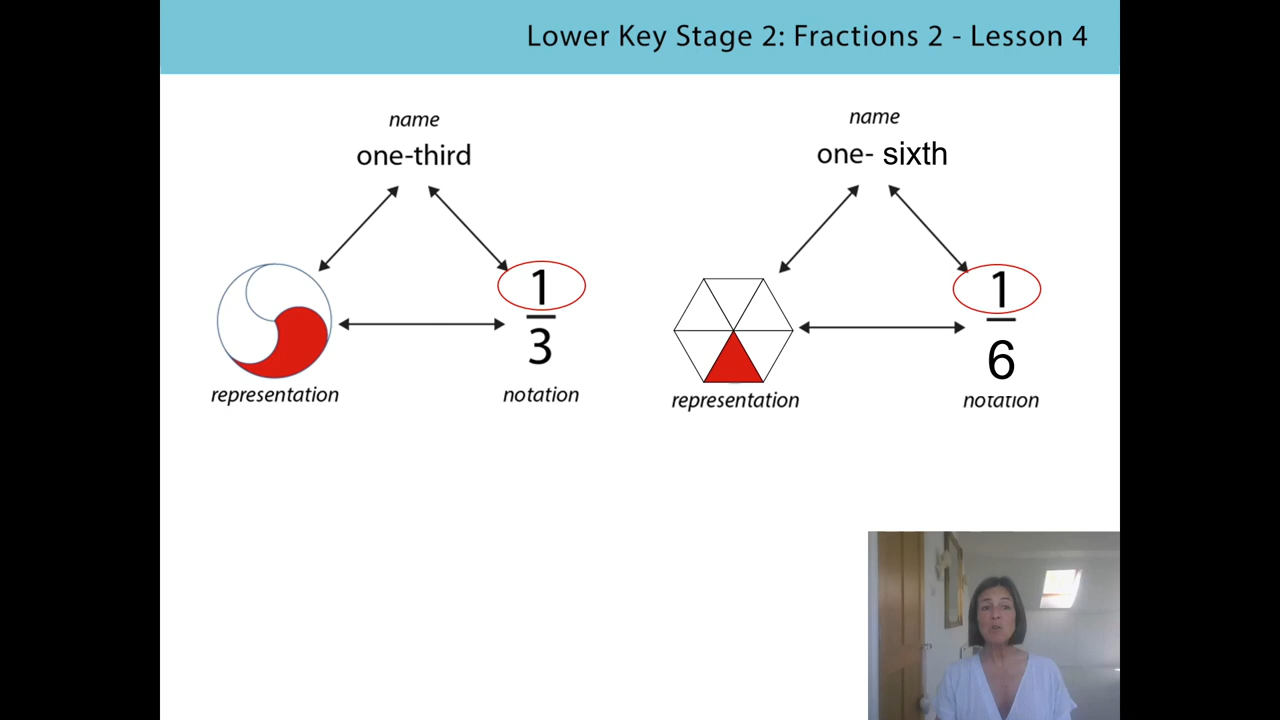 Lower Key Stage 2: Fractions 2 - Lesson 4
name
one-third
1
3
representation
notation
name
one- sixth
1
6
representation
notation